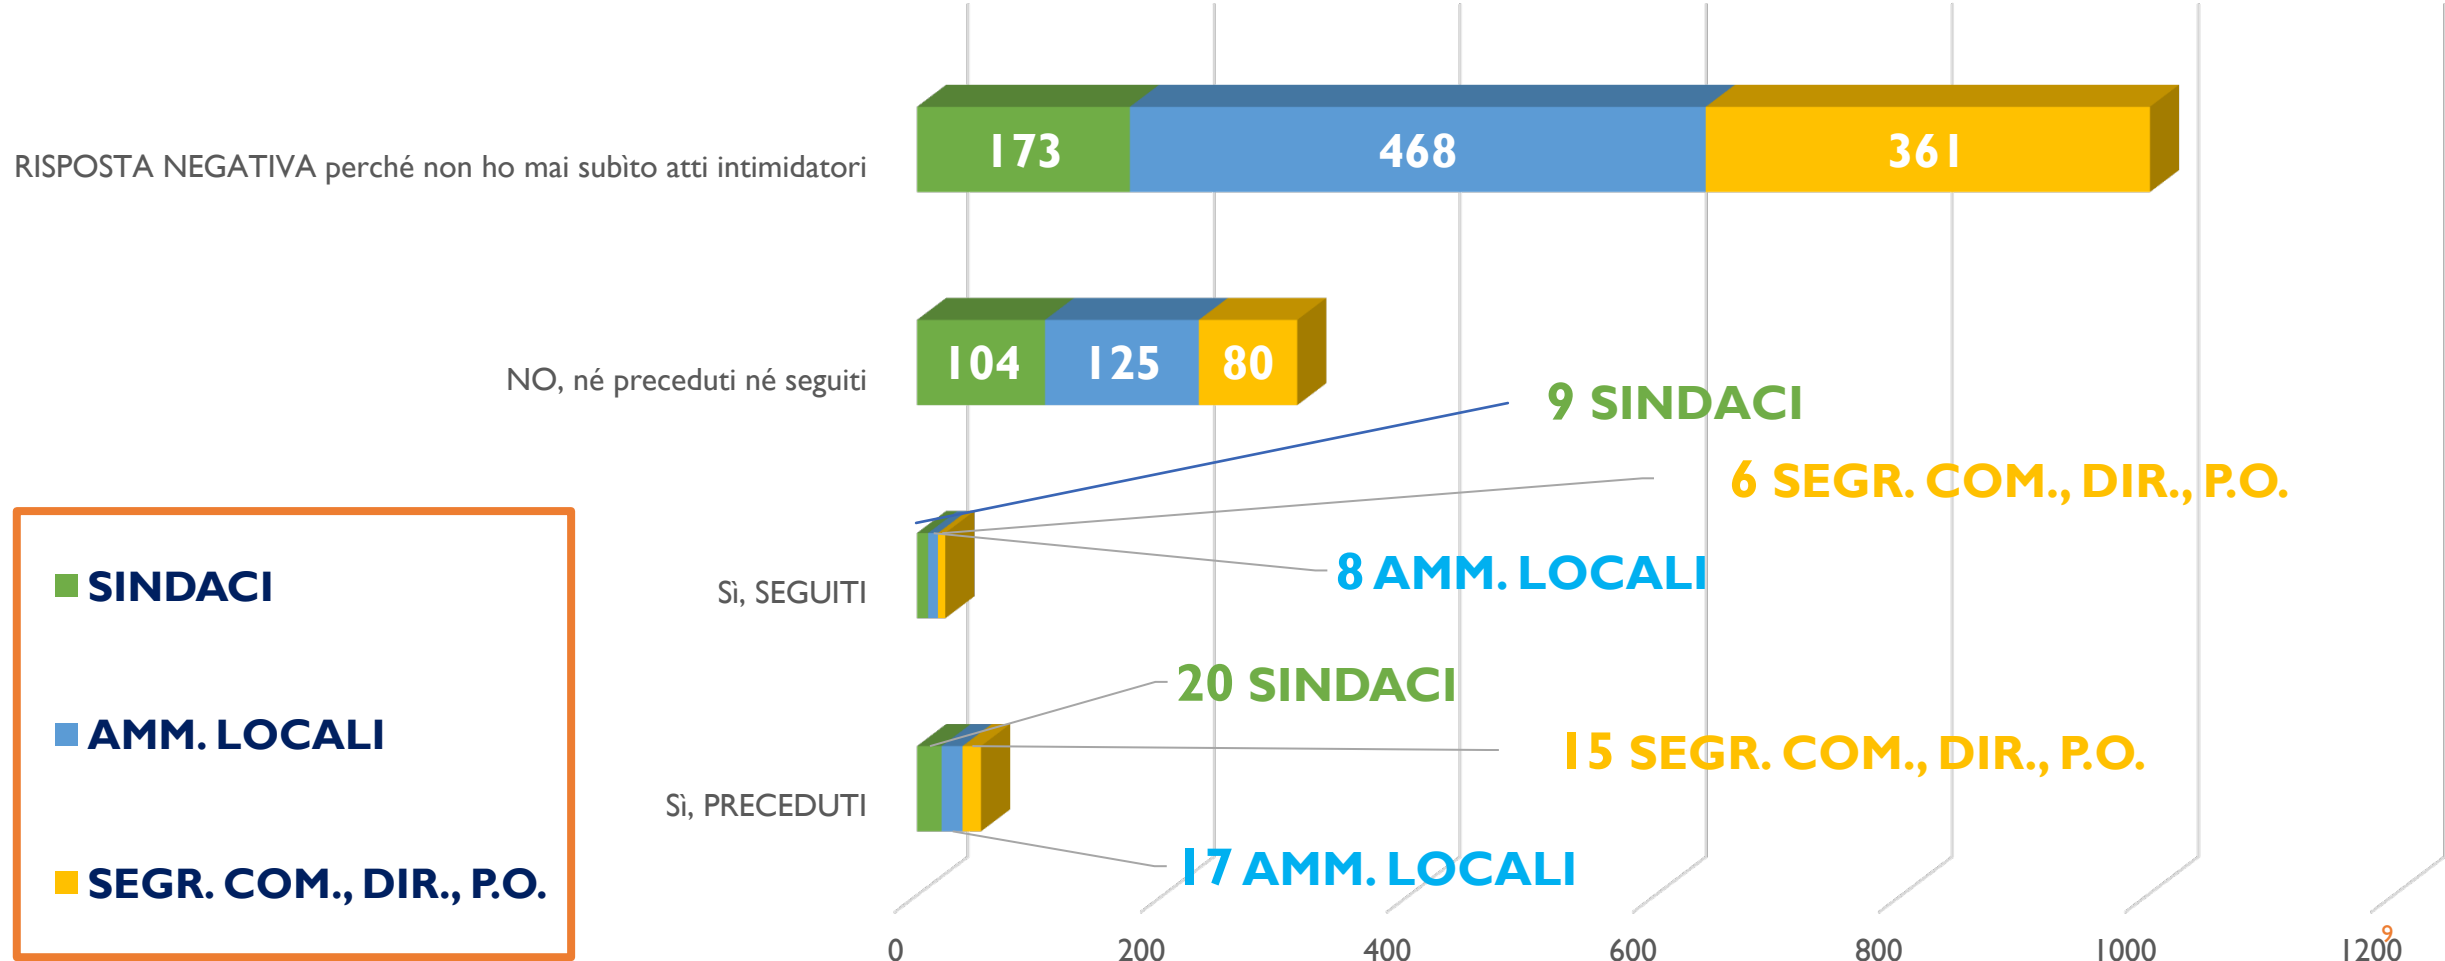 RISPOSTA NEGATIVA perché non ho mai subìto atti intimidatori
173
468
361
NO, né preceduti né seguiti
104
125
80
9 SINDACI
6 SEGR. COM., DIR., P.O.
8 AMM. LOCALI
Sì, SEGUITI
20 SINDACI
15 SEGR. COM., DIR., P.O.
Sì, PRECEDUTI
17 AMM. LOCALI
SINDACI
AMM. LOCALI
SEGR. COM., DIR., P.O.
0
200
400
600
800
1000
1200
9